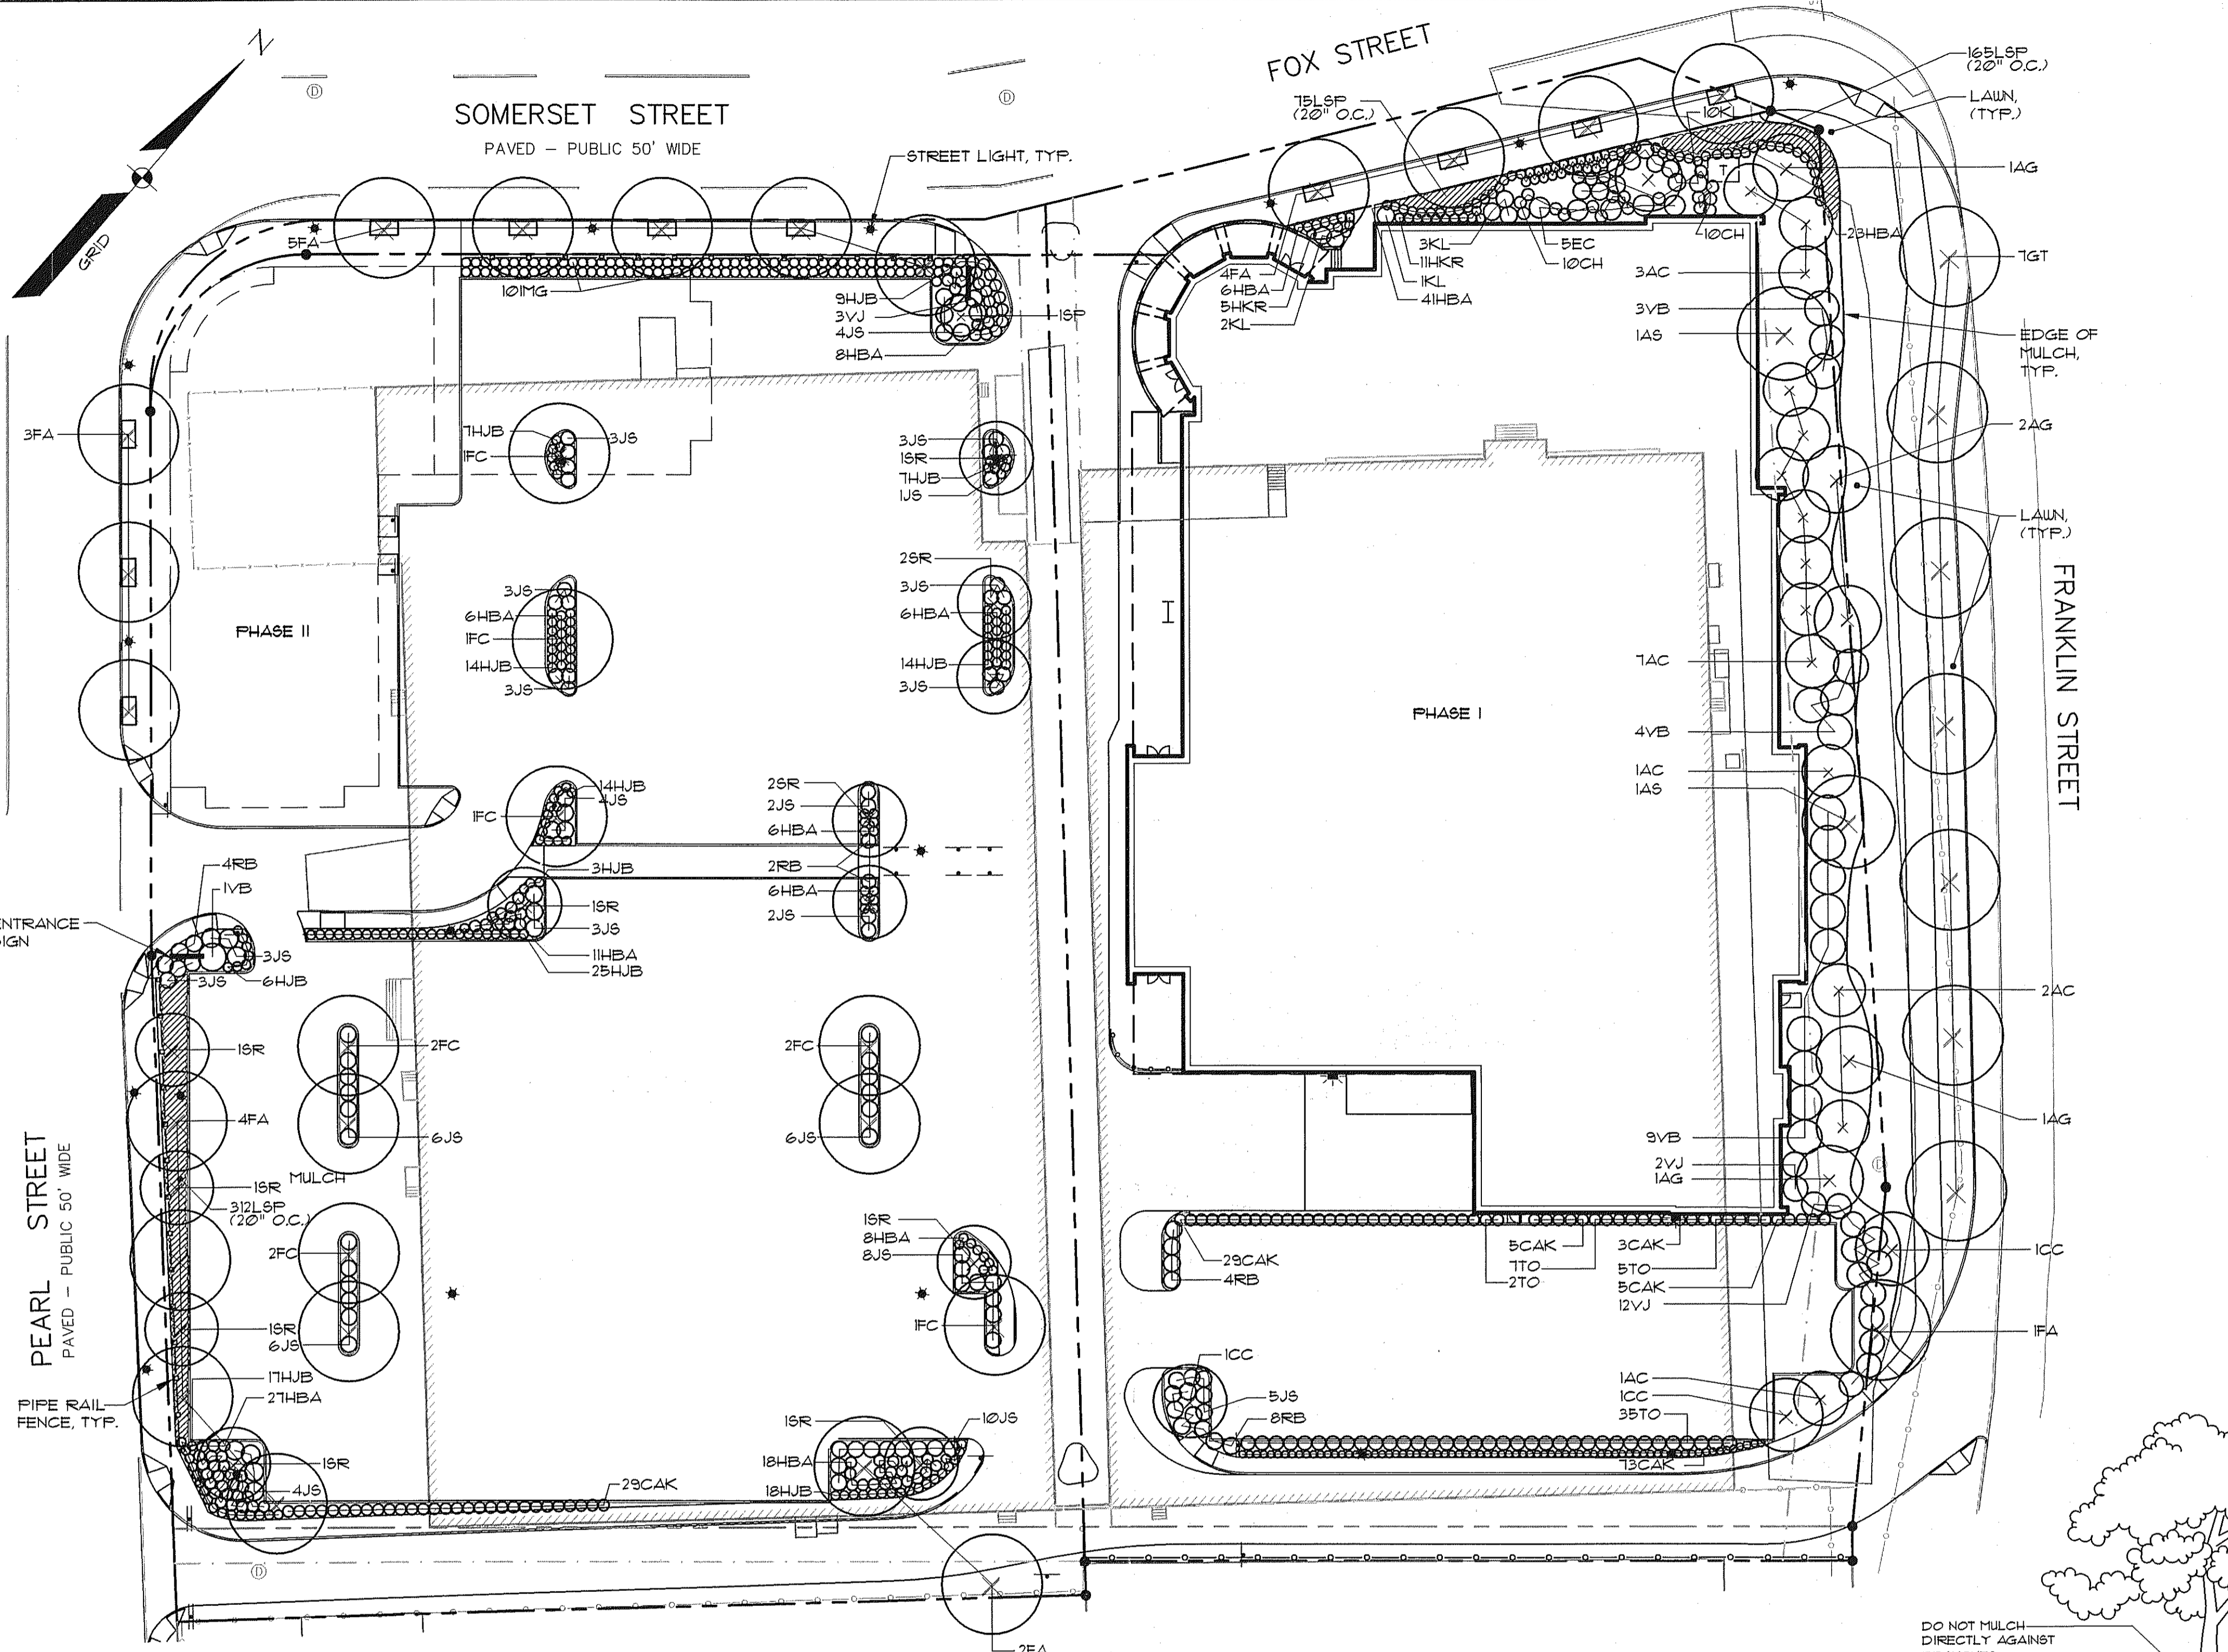 FOX STREET
SOMERSET STREET
PAVED - PUBLIC 50' WIDE
N
GRID
STREET LIGHT, TYP.
5FA
101MG
9HJB
3VJ
4JS
8HBA
1SP
75LSP
(20" O.C.)
165LSP
(20" O.C.)
LAWN,
(TYP.)
1AG
23HBA
7GT
4FA
6HBA
5HKR
2KL
3KL
11HKR
1KL
41HBA
5EC
10CH
10CH
3AC
3VB
1AS
EDGE OF
MULCH,
TYP.
2AG
LAWN,
(TYP.)
FRANKLIN STREET
3FA
7HJB
1FC
3JS
3JS
1SR
7HJB
1JS
3JS
6HBA
1FC
14HJB
3JS
2SR
3JS
6HBA
14HJB
3JS
PHASE II
PHASE I
7AC
4VB
1AC
1AS
14HJB
4JS
1FC
2SR
2JS
6HBA
2RB
6HBA
2JS
3HJB
1SR
3JS
11HBA
25HJB
4RB
1VB
ENTRANCE
SIGN
3JS
3JS
6HJB
2AC
1SR
2FC
2FC
4FA
6JS
6JS
1AG
9VB
2VJ
1AG
MULCH
1SR
312LSP
(20" O.C.)
PEARL STREET
PAVED - PUBLIC 50' WIDE
2FC
1SR
8HBA
8JS
29CAK
4RB
5CAK
7TO
2TO
3CAK
5TO
5CAK
12VJ
1CC
1FC
1SR
6JS
1FA
1CC
17HJB
27HBA
PIPE RAIL
FENCE, TYP.
5JS
8RB
1AC
1CC
35TO
73CAK
1SR
10JS
1SR
4JS
29CAK
18HBA
18HJB
2FA
DO NOT MULCH
DIRECTLY AGAINST